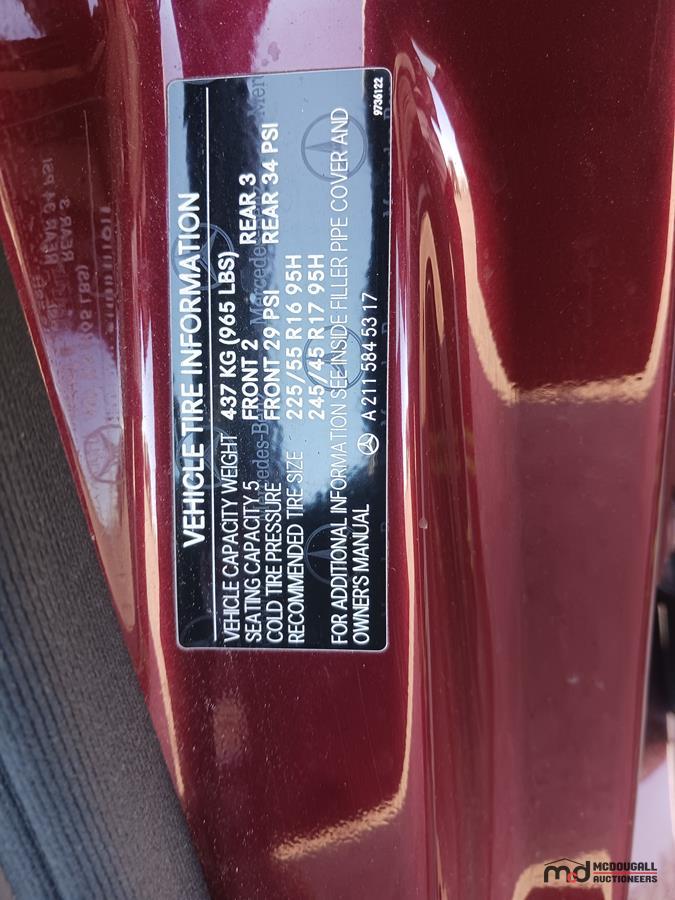 VEHICLE TIRE INFORMATION
VEHICLE CAPACITY WEIGHT 437 KG (965 LBS)
SEATING CAPACITY 5 FRONT 2 REAR 3
COLD TIRE PRESSURE FRONT 29 PSI REAR 34 PSI
RECOMMENDED TIRE SIZE 225/55 R16 95H
245/45 R17 95H
FOR ADDITIONAL INFORMATION SEE INSIDE FILLER PIPE COVER AND
OWNER'S MANUAL
A 211 584 53 17
9736122
md MCDOUGALL
AUCTIONEERS